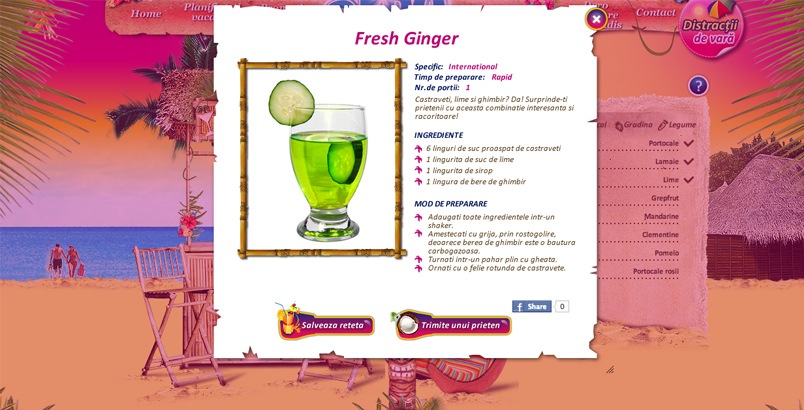 Home
Contact
Distracții
de vară
Fresh Ginger
Specific: International
Timp de preparare: Rapid
Nr.de portii: 1
Castraveti, lime si ghimbir? Da! Surprinde-ti
prietenii cu aceasta combinatie interesanta si
racoritoare!
INGREDIENTE
6 linguri de suc proaspat de castraveti
1 lingurita de suc de lime
1 lingurita de sirop
1 lingura de bere de ghimbir
MOD DE PREPARARE
Adaugati toate ingredientele intr-un
shaker.
Amestecati cu grija, prin rostogolire,
deoarece berea de ghimbir este o bautura
carbogazoasa.
Turnati intr-un pahar plin cu gheata.
Ornati cu o felie rotunda de castravete.
Share 0
Salveaza reteta
Trimite unui prieten
?
Gradina Legume
Portocale
Lamaie
Lime
Grepfrut
Mandarine
Clementine
Pomelo
Portocale rosii